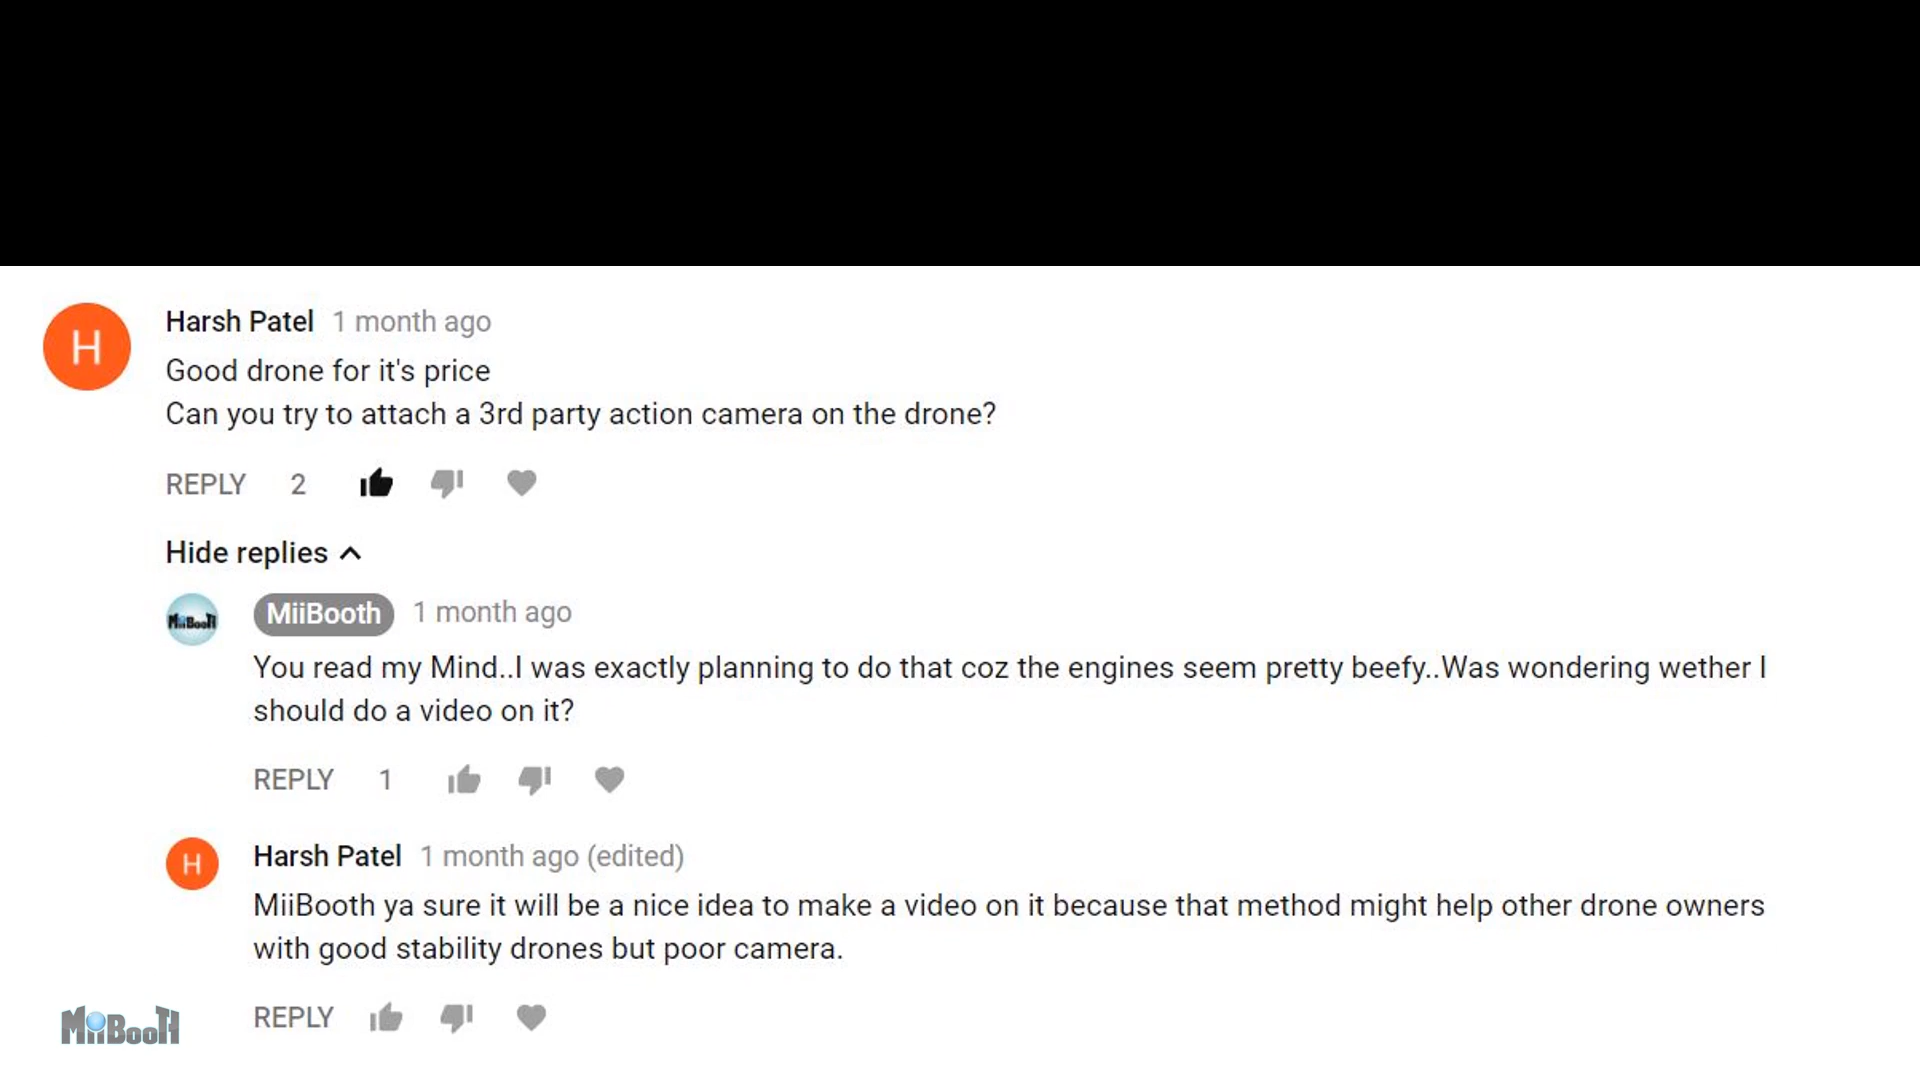 H
Harsh Patel 1 month ago
Good drone for it's price
Can you try to attach a 3rd party action camera on the drone?
REPLY 2
Hide replies
MiiBooth
MiiBooth 1 month ago
You read my Mind..I was exactly planning to do that coz the engines seem pretty beefy..Was wondering wether I
should do a video on it?
REPLY 1
H
Harsh Patel 1 month ago (edited)
MiiBooth ya sure it will be a nice idea to make a video on it because that method might help other drone owners
with good stability drones but poor camera.
REPLY
MiiBooth